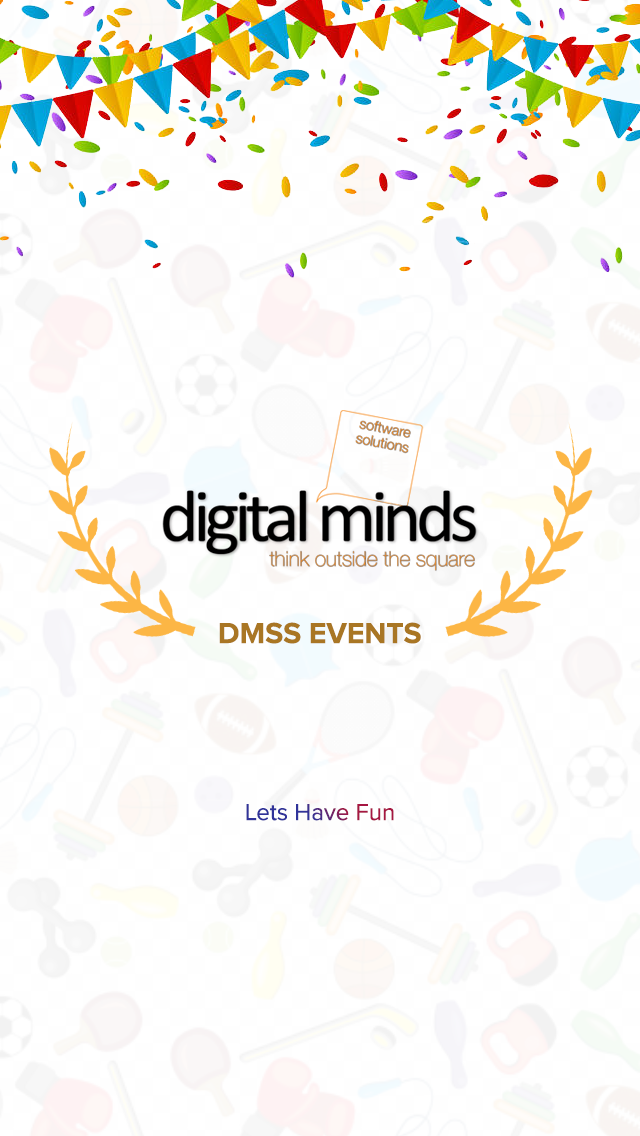 software
solutions
digital minds
think outside the square
DMSS EVENTS
Lets Have Fun